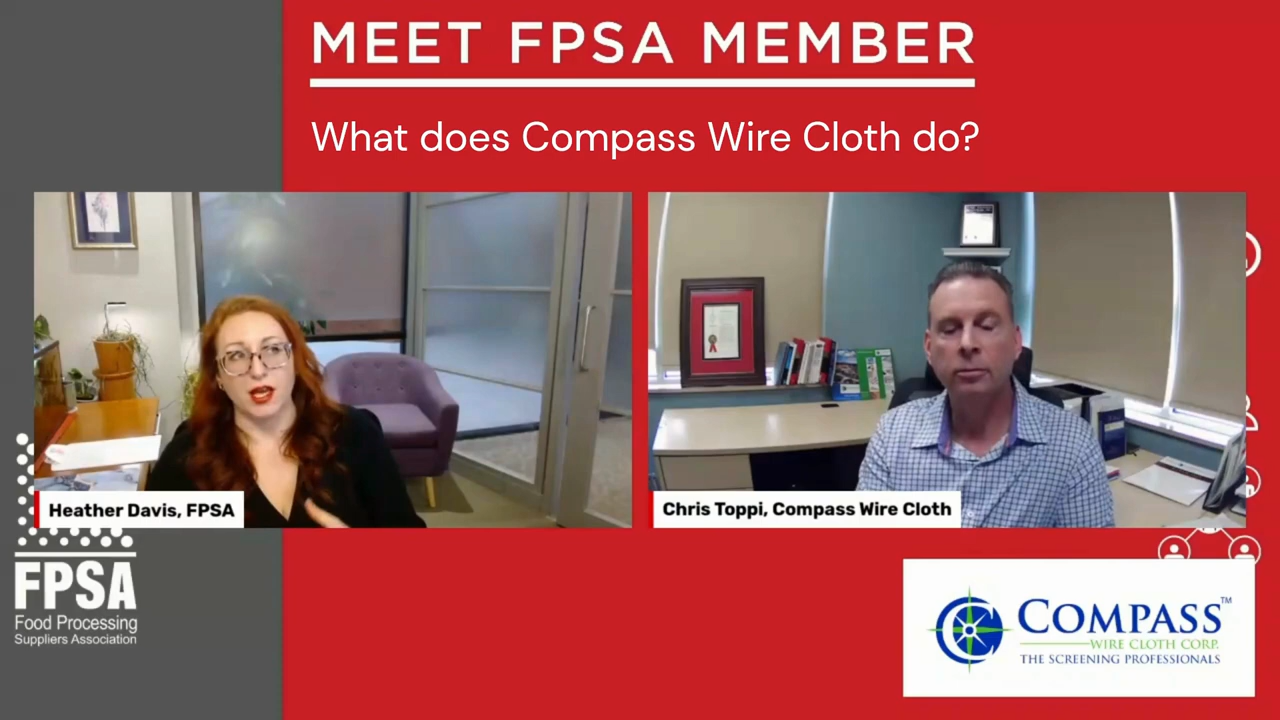 MEET FPSA MEMBER
What does Compass Wire Cloth do?
Heather Davis, FPSA
Chris Toppi, Compass Wire Cloth
FPSA
Food Processing
Suppliers Association
COMPASS™
WIRE CLOTH CORP.
THE SCREENING PROFESSIONALS